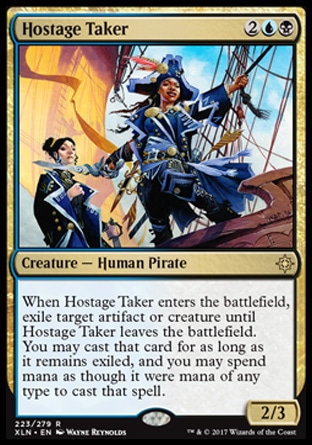 Hostage Taker 2
Creature — Human Pirate
When Hostage Taker enters the battlefield,
exile target artifact or creature until
Hostage Taker leaves the battlefield.
You may cast that card for as long as
it remains exiled, and you may spend
mana as though it were mana of any
type to cast that spell.
223/279 R
XLN • EN Wayne Reynolds
2/3
™ & © 2017 Wizards of the Coast